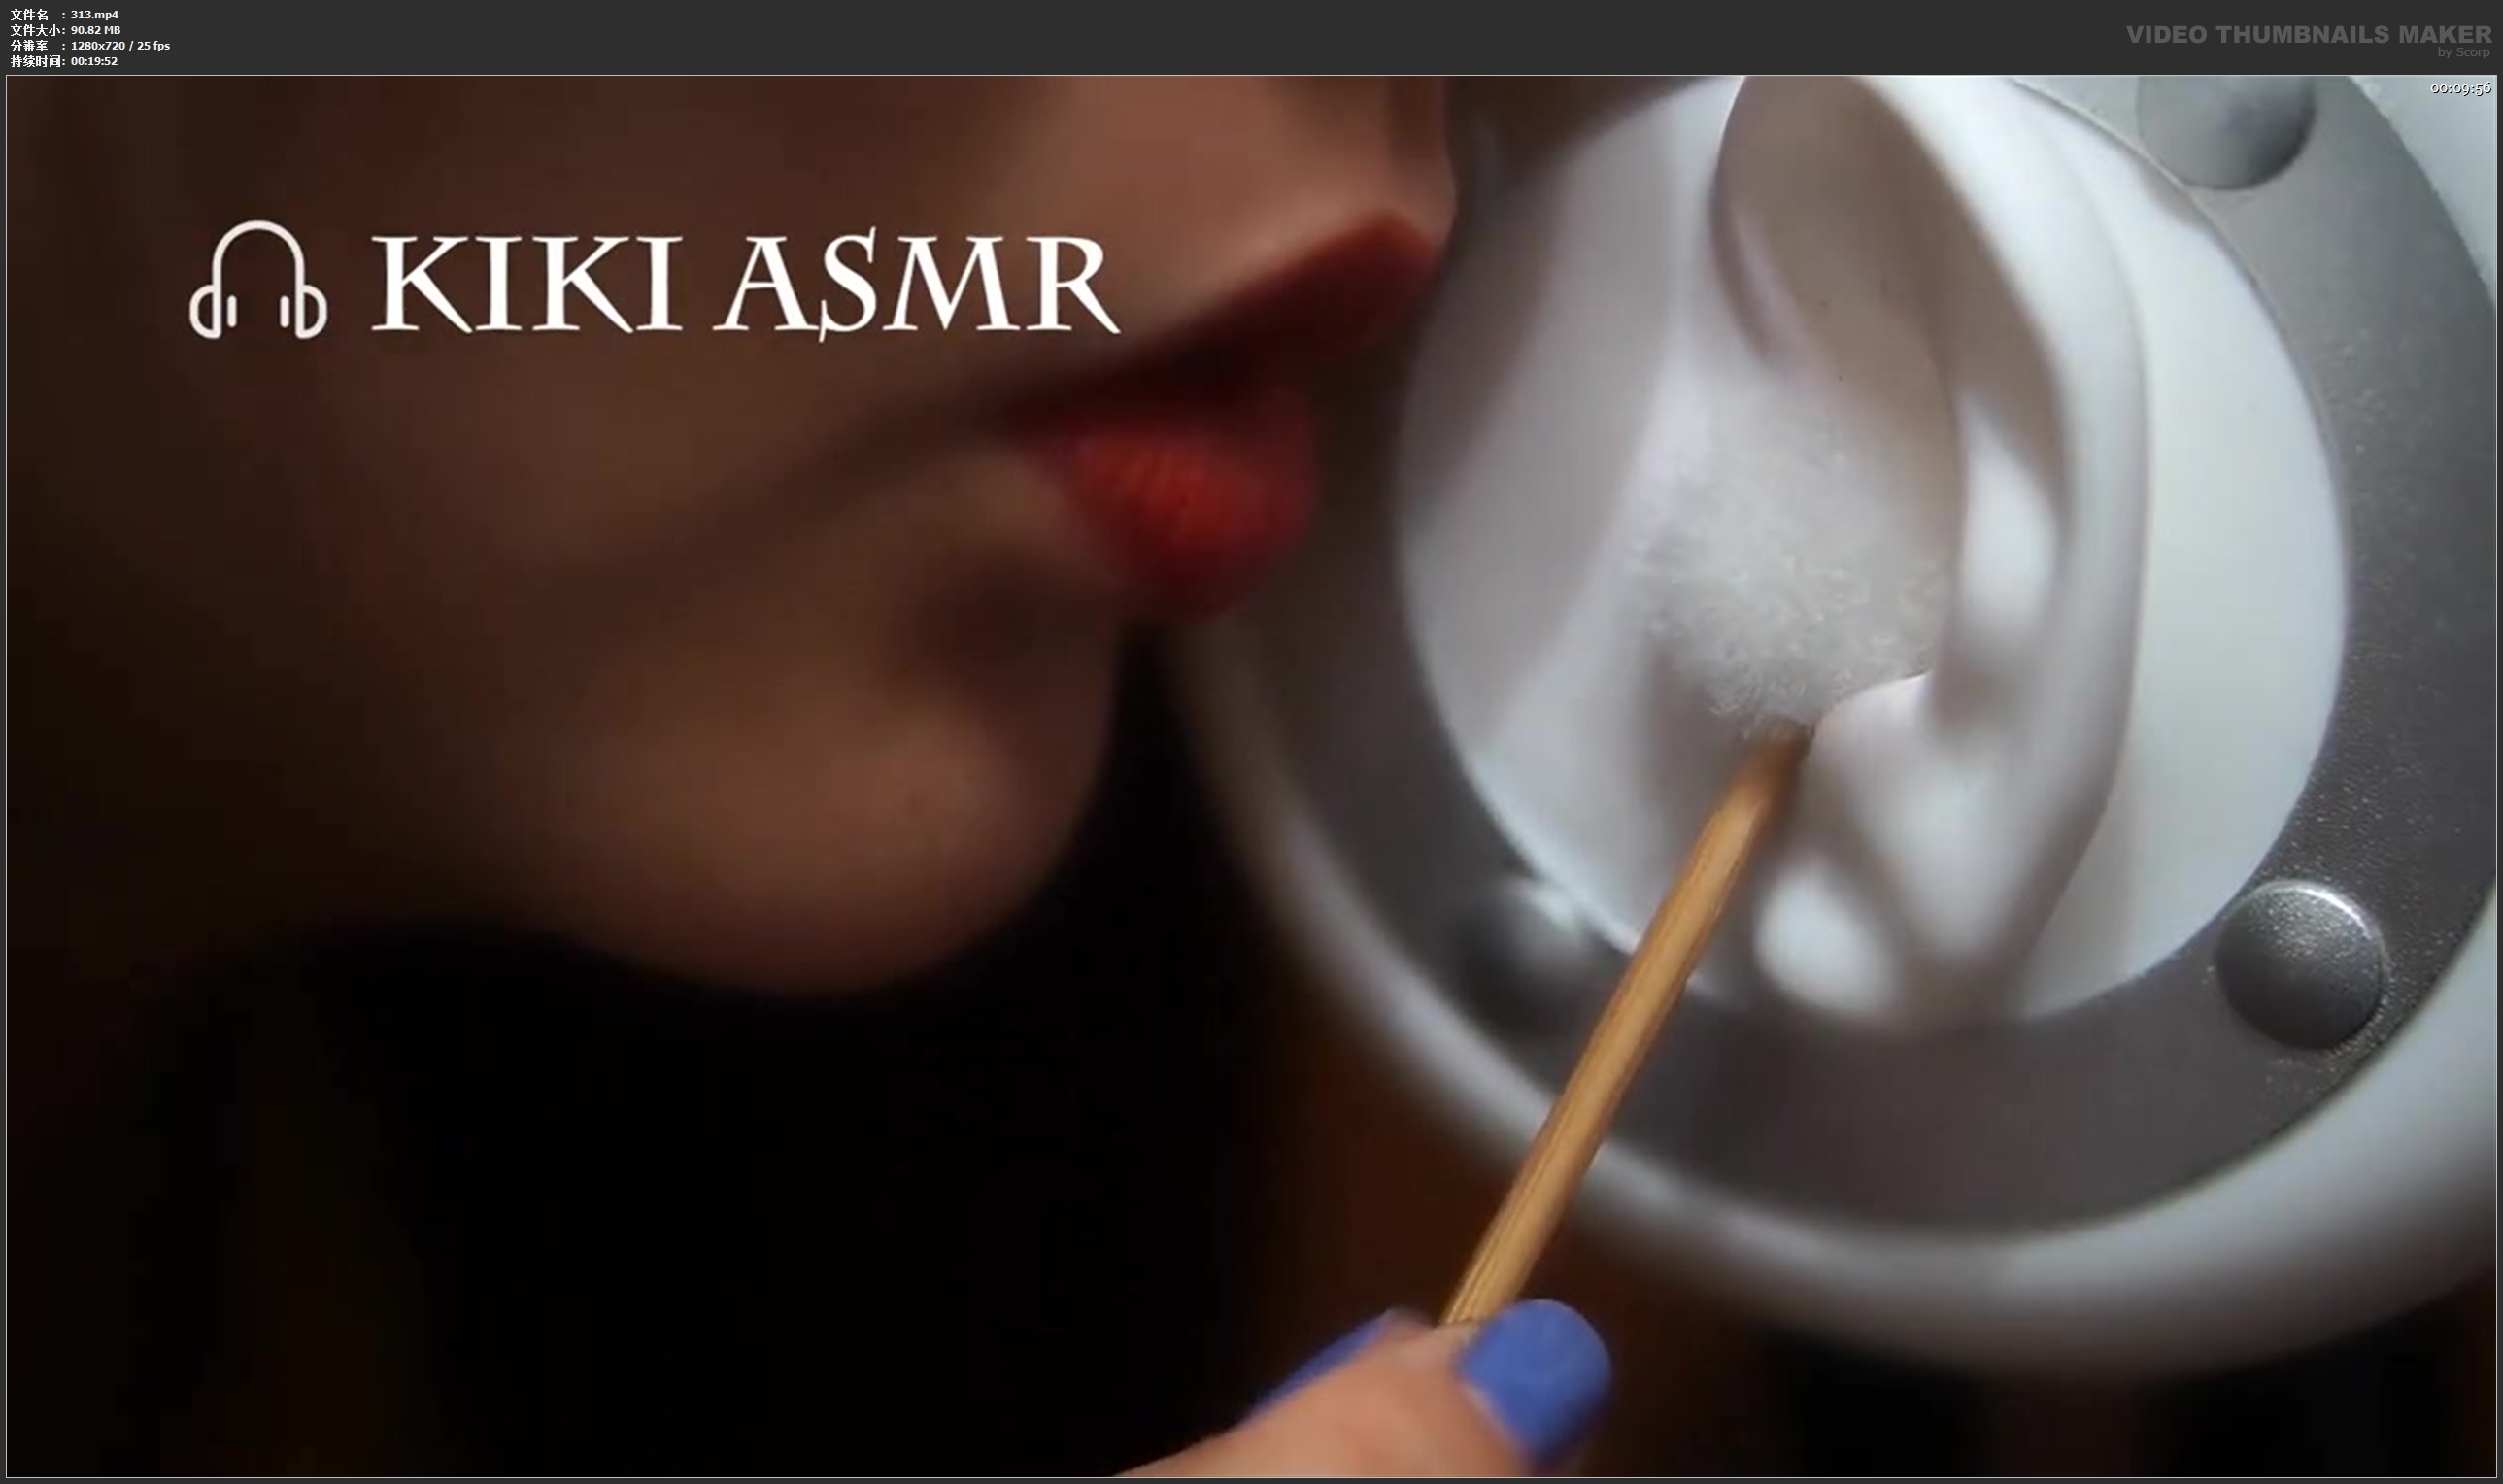 文件名 : 313.mp4
文件大小: 90.82 MB
分辨率 : 1280x720 / 25 fps
持续时间: 00:19:52
VIDEO THUMBNAILS MAKER
by Scorp
00:09:56
KIKI ASMR